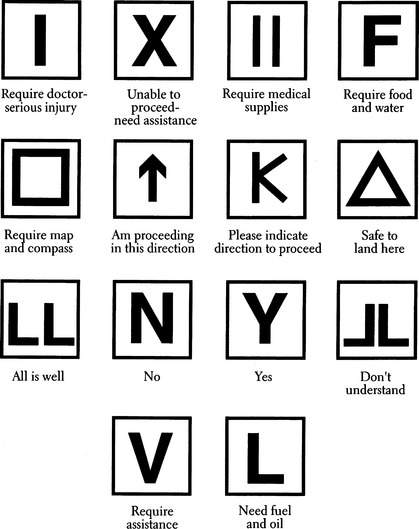 I X || F
Require doctor- Unable to Require medical Require food
serious injury proceed- supplies and water
need assistance
□ ↑ K △
Require map Am proceeding Please indicate Safe to
and compass in this direction direction to proceed land here
LL N Y ⅃L
All is well No Yes Don't
understand
V L
Require Need fuel
assistance and oil